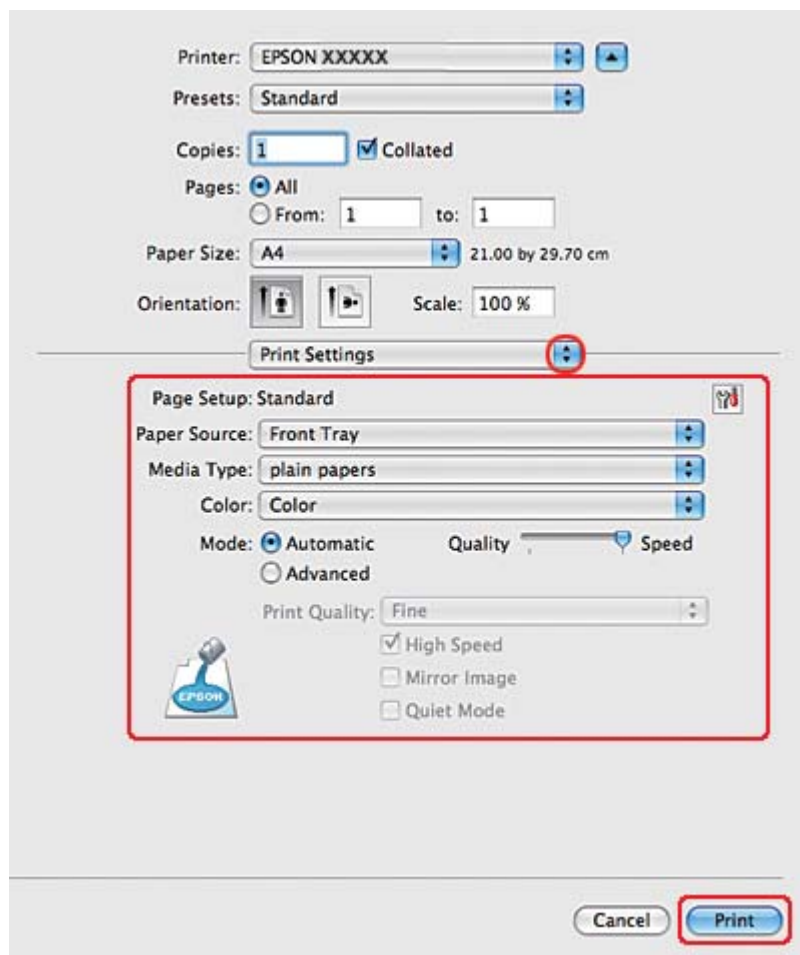 Printer: EPSON XXXXX
Presets: Standard
Copies: 1 Collated
Pages: All
From: 1 to: 1
Paper Size: A4 21.00 by 29.70 cm
Orientation: Scale: 100 %
Print Settings
Page Setup: Standard
Paper Source: Front Tray
Media Type: plain papers
Color: Color
Mode: Automatic Quality Speed
Advanced
Print Quality: Fine
High Speed
Mirror Image
Quiet Mode
EPSON
Cancel Print